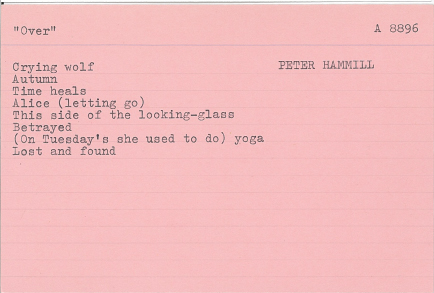 "Over" A 8896
Crying wolf PETER HAMMILL
Autumn
Time heals
Alice (letting go)
This side of the looking-glass
Betrayed
(On Tuesday's she used to do) yoga
Lost and found